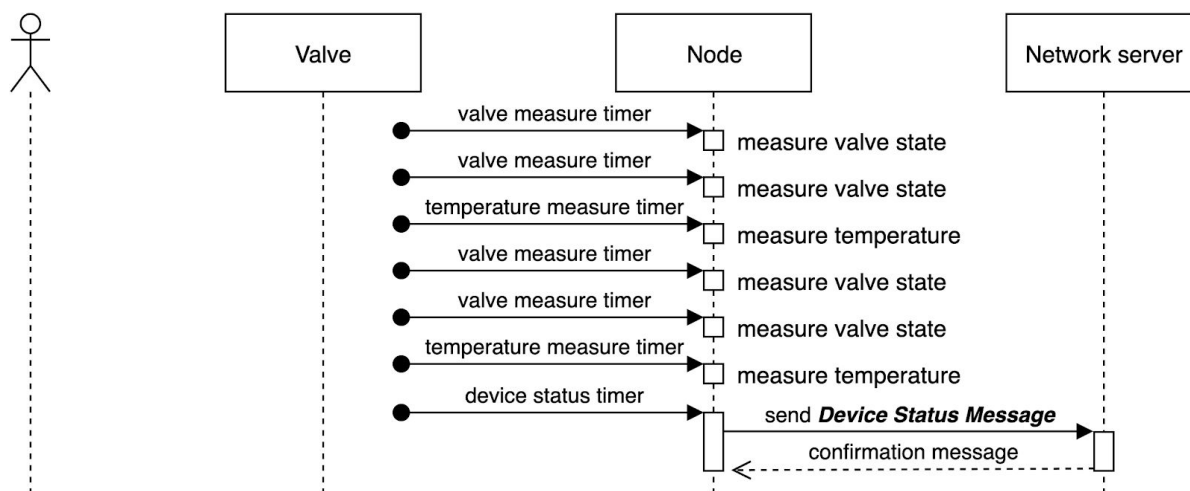 Valve
Node
Network server
valve measure timer
measure valve state
valve measure timer
measure valve state
temperature measure timer
measure temperature
valve measure timer
measure valve state
valve measure timer
measure valve state
temperature measure timer
measure temperature
device status timer
send Device Status Message
confirmation message